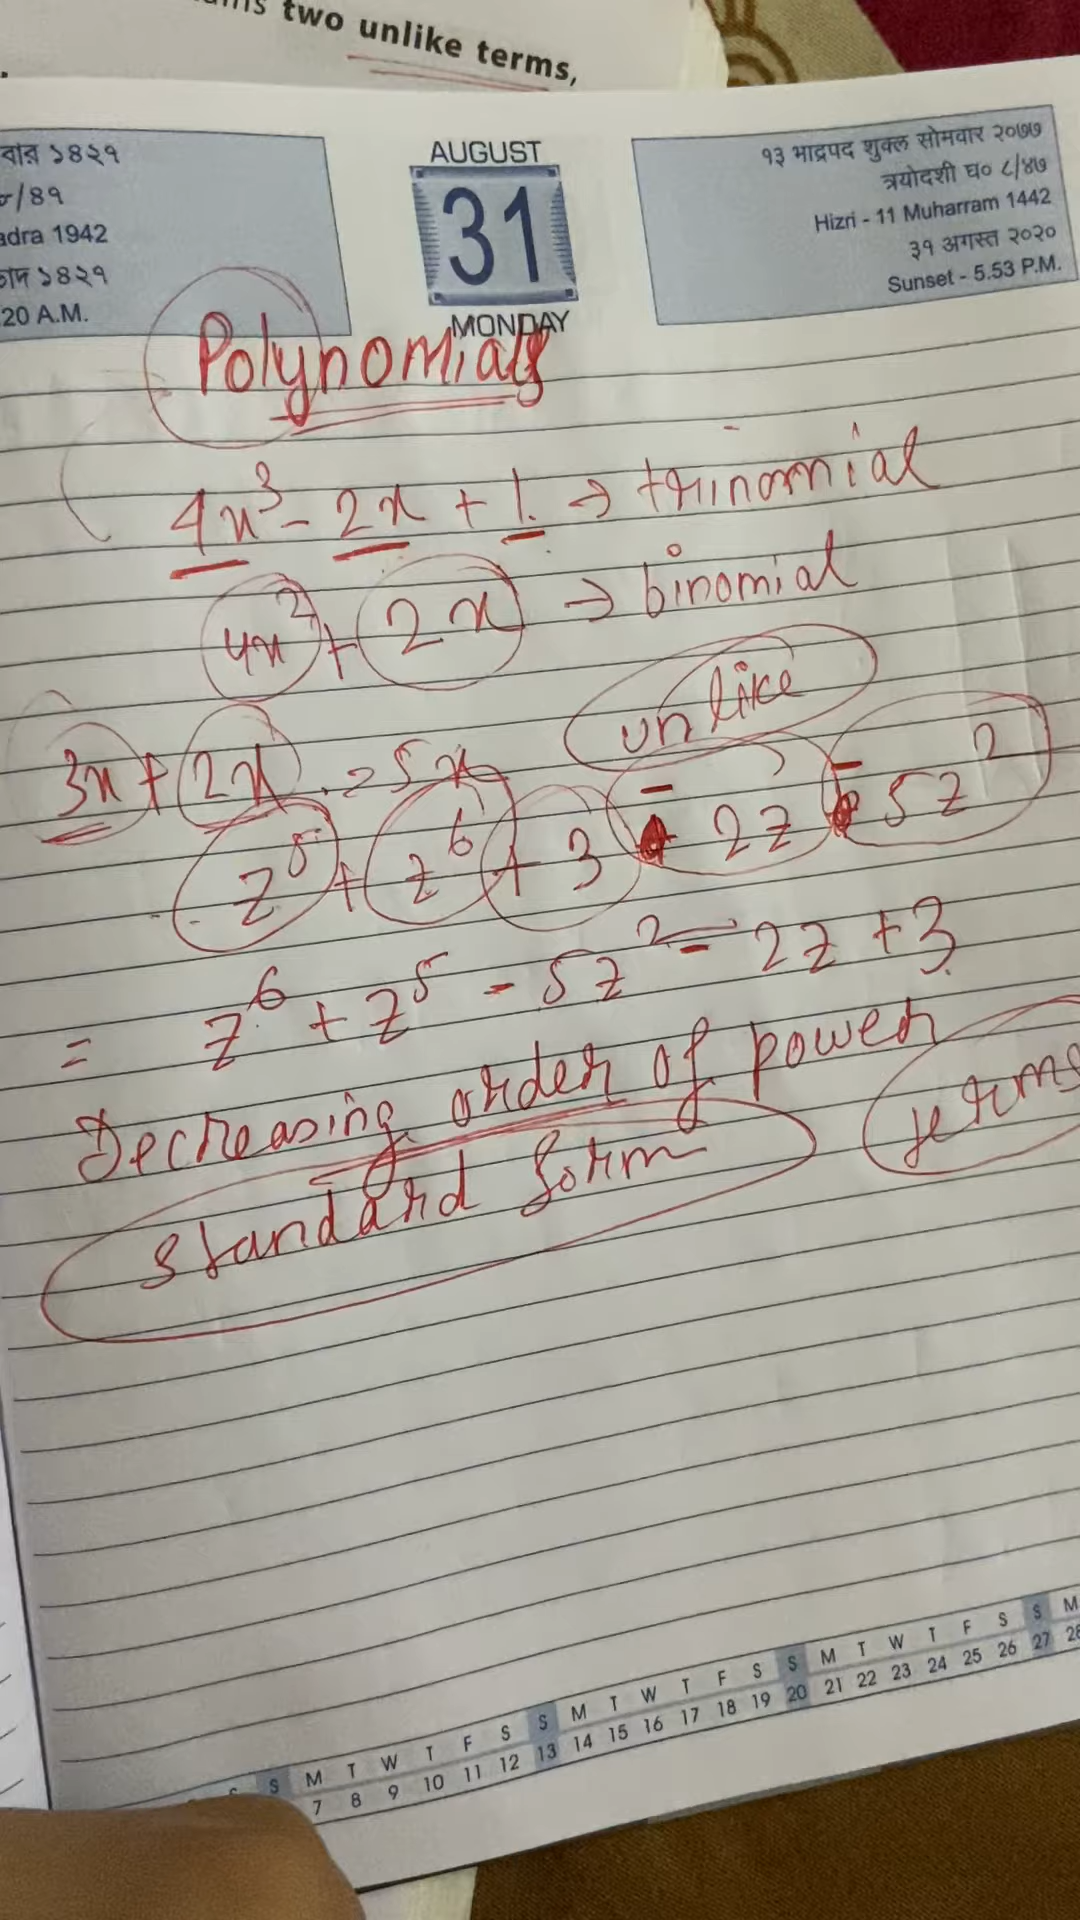 two unlike terms,
বার ১৪২৭
/৪৭
adra 1942
১৪২৭
20 A.M.
AUGUST
31
MONDAY
१३ भाद्रपद शुक्ल सोमवार २०७७
त्रयोदशी घ० ८/४७
Hizri - 11 Muharram 1442
३१ अगस्त २०२०
Sunset - 5.53 P.M.
Polynomials
4x³ - 2x + 1 → trinomial
4x² + 2x → binomial
unlike
3x + 2x = 5x
z⁵ + z⁶ + 3 - 2z - 5z²
= z⁶ + z⁵ - 5z² - 2z + 3
Decreasing order of power
terms
standard form
S M T W T F S S M T W T F S S M T W T F S S M
7 8 9 10 11 12 13 14 15 16 17 18 19 20 21 22 23 24 25 26 27 28